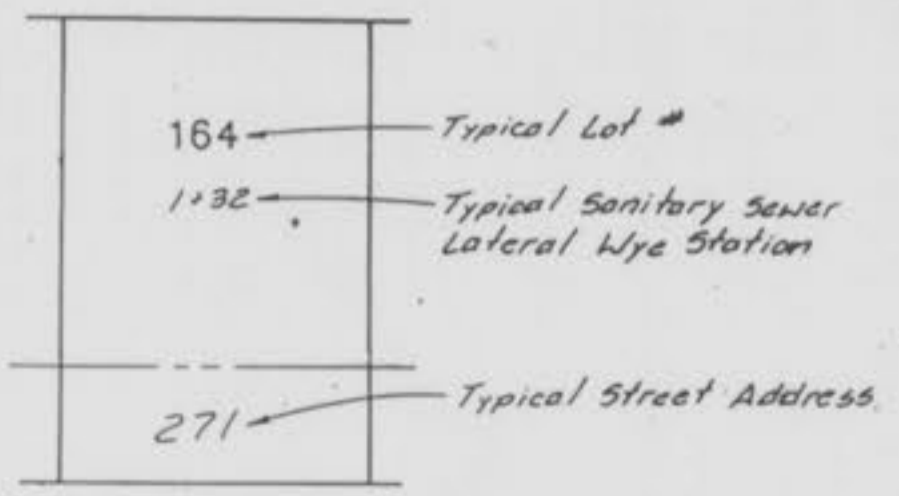 164 Typical Lot #
1+32 Typical Sanitary Sewer
Lateral Wye Station
271 Typical Street Address